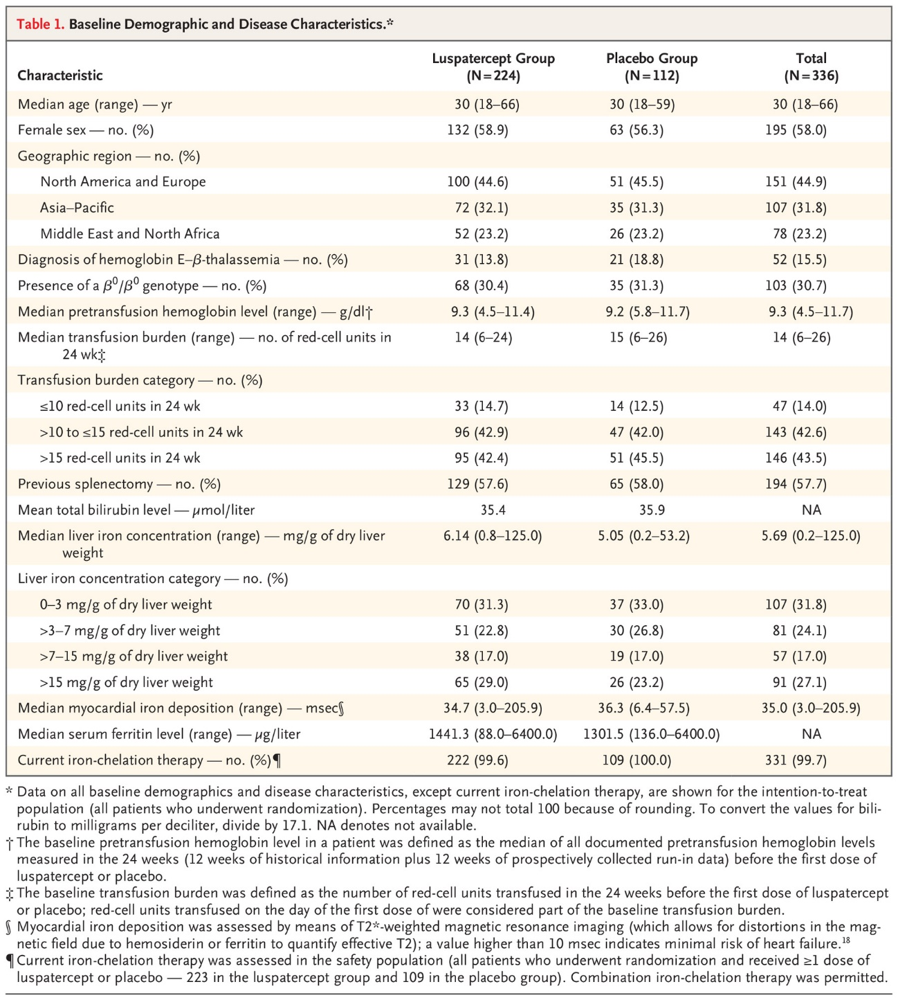 Table 1. Baseline Demographic and Disease Characteristics.*
Characteristic Luspatercept Group (N=224) Placebo Group (N=112) Total (N=336)
Median age (range) — yr 30 (18–66) 30 (18–59) 30 (18–66)
Female sex — no. (%) 132 (58.9) 63 (56.3) 195 (58.0)
Geographic region — no. (%)
North America and Europe 100 (44.6) 51 (45.5) 151 (44.9)
Asia–Pacific 72 (32.1) 35 (31.3) 107 (31.8)
Middle East and North Africa 52 (23.2) 26 (23.2) 78 (23.2)
Diagnosis of hemoglobin E–β-thalassemia — no. (%) 31 (13.8) 21 (18.8) 52 (15.5)
Presence of a β⁰/β⁰ genotype — no. (%) 68 (30.4) 35 (31.3) 103 (30.7)
Median pretransfusion hemoglobin level (range) — g/dl† 9.3 (4.5–11.4) 9.2 (5.8–11.7) 9.3 (4.5–11.7)
Median transfusion burden (range) — no. of red-cell units in 14 (6–24) 15 (6–26) 14 (6–26)
24 wk‡
Transfusion burden category — no. (%)
≤10 red-cell units in 24 wk 33 (14.7) 14 (12.5) 47 (14.0)
>10 to ≤15 red-cell units in 24 wk 96 (42.9) 47 (42.0) 143 (42.6)
>15 red-cell units in 24 wk 95 (42.4) 51 (45.5) 146 (43.5)
Previous splenectomy — no. (%) 129 (57.6) 65 (58.0) 194 (57.7)
Mean total bilirubin level — μmol/liter 35.4 35.9 NA
Median liver iron concentration (range) — mg/g of dry liver 6.14 (0.8–125.0) 5.05 (0.2–53.2) 5.69 (0.2–125.0)
weight
Liver iron concentration category — no. (%)
0–3 mg/g of dry liver weight 70 (31.3) 37 (33.0) 107 (31.8)
>3–7 mg/g of dry liver weight 51 (22.8) 30 (26.8) 81 (24.1)
>7–15 mg/g of dry liver weight 38 (17.0) 19 (17.0) 57 (17.0)
>15 mg/g of dry liver weight 65 (29.0) 26 (23.2) 91 (27.1)
Median myocardial iron deposition (range) — msec§ 34.7 (3.0–205.9) 36.3 (6.4–57.5) 35.0 (3.0–205.9)
Median serum ferritin level (range) — μg/liter 1441.3 (88.0–6400.0) 1301.5 (136.0–6400.0) NA
Current iron-chelation therapy — no. (%)¶ 222 (99.6) 109 (100.0) 331 (99.7)
* Data on all baseline demographics and disease characteristics, except current iron-chelation therapy, are shown for the intention-to-treat
population (all patients who underwent randomization). Percentages may not total 100 because of rounding. To convert the values for bili-
rubin to milligrams per deciliter, divide by 17.1. NA denotes not available.
† The baseline pretransfusion hemoglobin level in a patient was defined as the median of all documented pretransfusion hemoglobin levels
measured in the 24 weeks (12 weeks of historical information plus 12 weeks of prospectively collected run-in data) before the first dose of
luspatercept or placebo.
‡ The baseline transfusion burden was defined as the number of red-cell units transfused in the 24 weeks before the first dose of luspatercept
or placebo; red-cell units transfused on the day of the first dose of were considered part of the baseline transfusion burden.
§ Myocardial iron deposition was assessed by means of T2*-weighted magnetic resonance imaging (which allows for distortions in the mag-
netic field due to hemosiderin or ferritin to quantify effective T2); a value higher than 10 msec indicates minimal risk of heart failure.¹⁸
¶ Current iron-chelation therapy was assessed in the safety population (all patients who underwent randomization and received ≥1 dose of
luspatercept or placebo — 223 in the luspatercept group and 109 in the placebo group). Combination iron-chelation therapy was permitted.